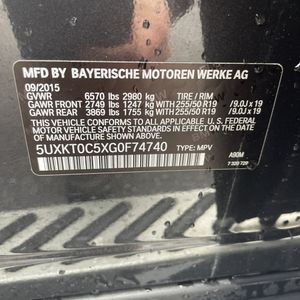 MFD BY BAYERISCHE MOTOREN WERKE AG
09/2015
GVWR 6570 lbs 2980 kg TIRE / RIM
GAWR FRONT 2749 lbs 1247 kg WITH 255/50 R19 /9.0J x 19
GAWR REAR 3869 lbs 1755 kg WITH 255/50 R19 /9.0J x 19
THIS VEHICLE CONFORMS TO ALL APPLICABLE U. S. FEDERAL
MOTOR VEHICLE SAFETY STANDARDS IN EFFECT ON THE
DATE OF MANUFACTURE SHOWN ABOVE.
5UXKT0C5XG0F74740 TYPE: MPV
A90M
7 320 729